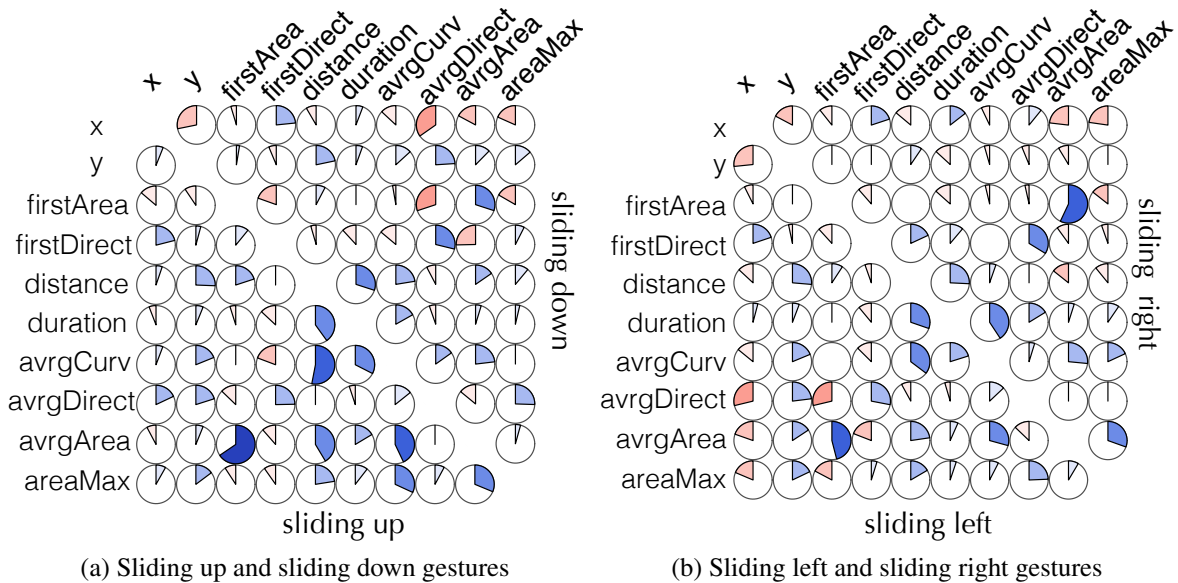 x y firstArea firstDirect distance duration avrgCurv avrgDirect avrgArea areaMax
x
y
firstArea
firstDirect
distance
duration
avrgCurv
avrgDirect
avrgArea
areaMax
sliding down
sliding up
(a) Sliding up and sliding down gestures
x y firstArea firstDirect distance duration avrgCurv avrgDirect avrgArea areaMax
x
y
firstArea
firstDirect
distance
duration
avrgCurv
avrgDirect
avrgArea
areaMax
sliding right
sliding left
(b) Sliding left and sliding right gestures